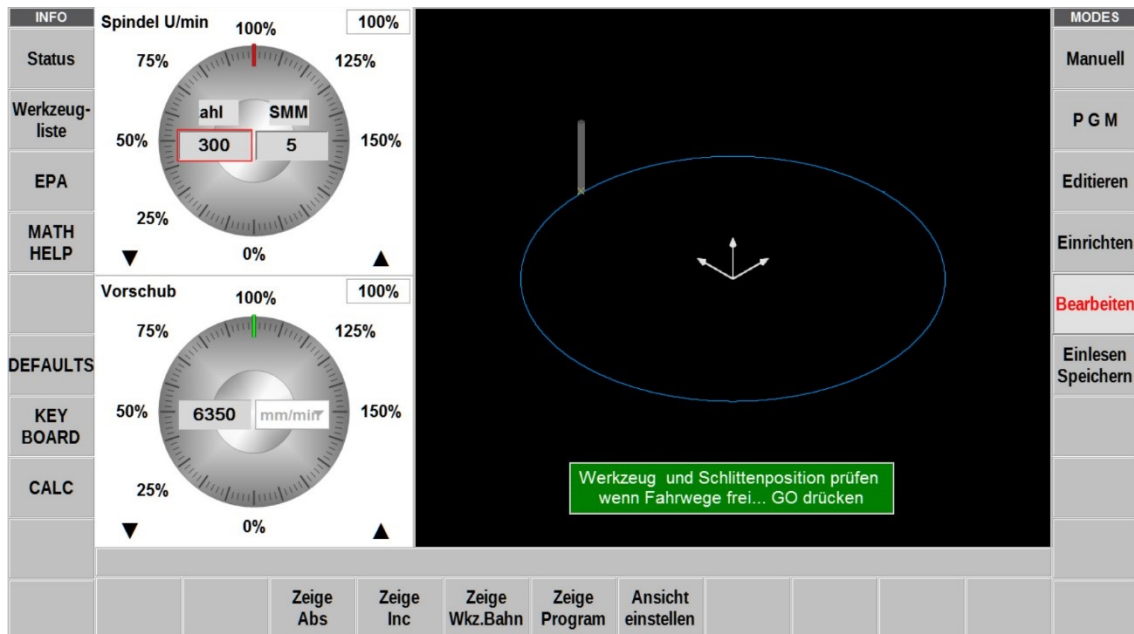 INFO
Status
Werkzeug-
liste
EPA
MATH
HELP
DEFAULTS
KEY
BOARD
CALC
Spindel U/min
100%
100%
75%
125%
ahl
SMM
50%
300
5
150%
25%
▼
0%
▲
Vorschub
100%
100%
75%
125%
50%
6350
mm/min
150%
25%
▼
0%
▲
Werkzeug und Schlittenposition prüfen
wenn Fahrwege frei... GO drücken
MODES
Manuell
P G M
Editieren
Einrichten
Bearbeiten
Einlesen
Speichern
Zeige
Abs
Zeige
Inc
Zeige
Wkz.Bahn
Zeige
Program
Ansicht
einstellen